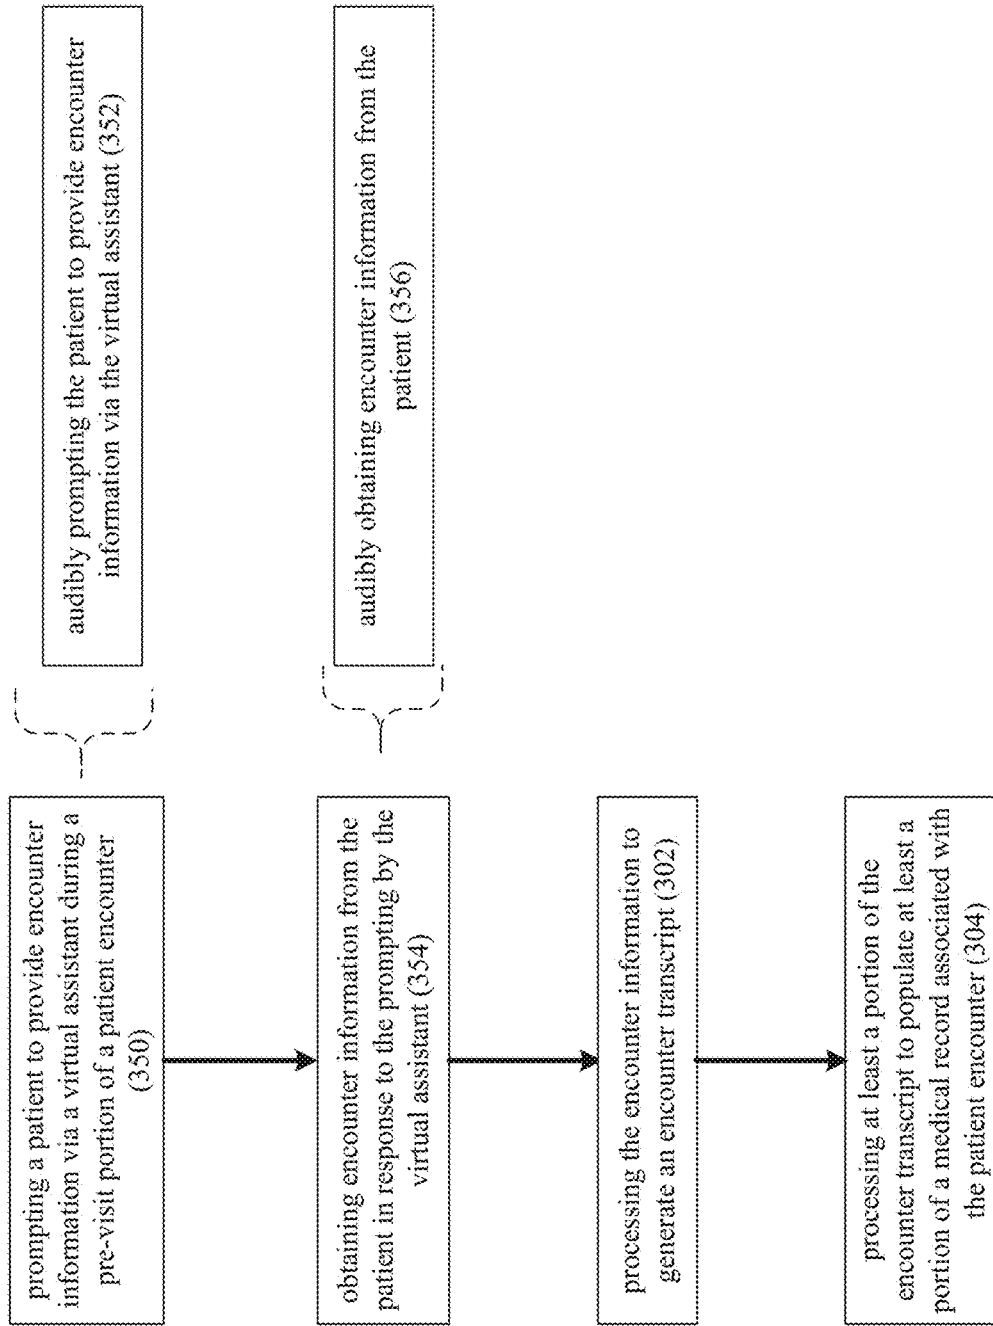 prompting a patient to provide encounter
information via a virtual assistant during a
pre-visit portion of a patient encounter
(350)
audibly prompting the patient to provide encounter
information via the virtual assistant (352)
obtaining encounter information from the
patient in response to the prompting by the
virtual assistant (354)
audibly obtaining encounter information from the
patient (356)
processing the encounter information to
generate an encounter transcript (302)
processing at least a portion of the
encounter transcript to populate at least a
portion of a medical record associated with
the patient encounter (304)